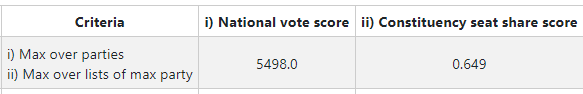 Criteria i) National vote score ii) Constituency seat share score
i) Max over parties
ii) Max over lists of max party 5498.0 0.649